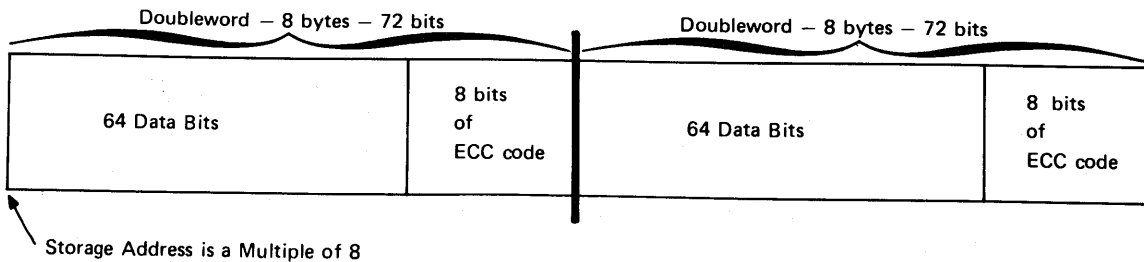 Doubleword – 8 bytes – 72 bits
Doubleword – 8 bytes – 72 bits
64 Data Bits
8 bits
of
ECC code
64 Data Bits
8 bits
of
ECC code
Storage Address is a Multiple of 8